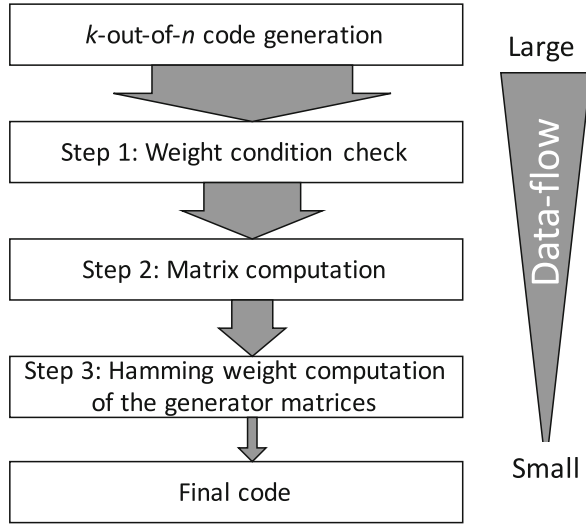 k-out-of-n code generation
Large
Step 1: Weight condition check
Data-flow
Step 2: Matrix computation
Step 3: Hamming weight computation
of the generator matrices
Small
Final code